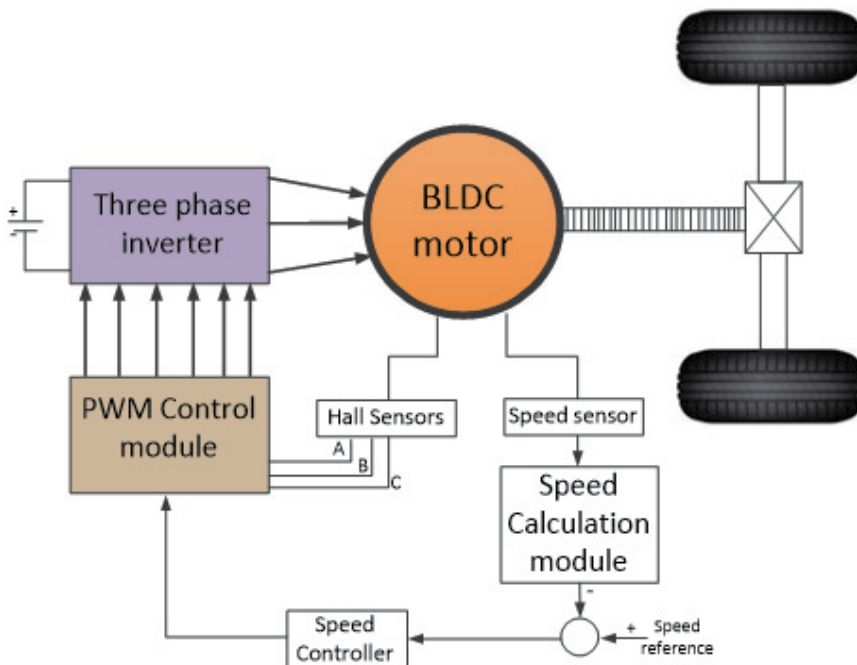 Three phase
inverter
+
-
BLDC
motor
PWM Control
module
Hall Sensors
A
B
C
Speed sensor
Speed
Calculation
module
-
+ Speed
reference
Speed
Controller